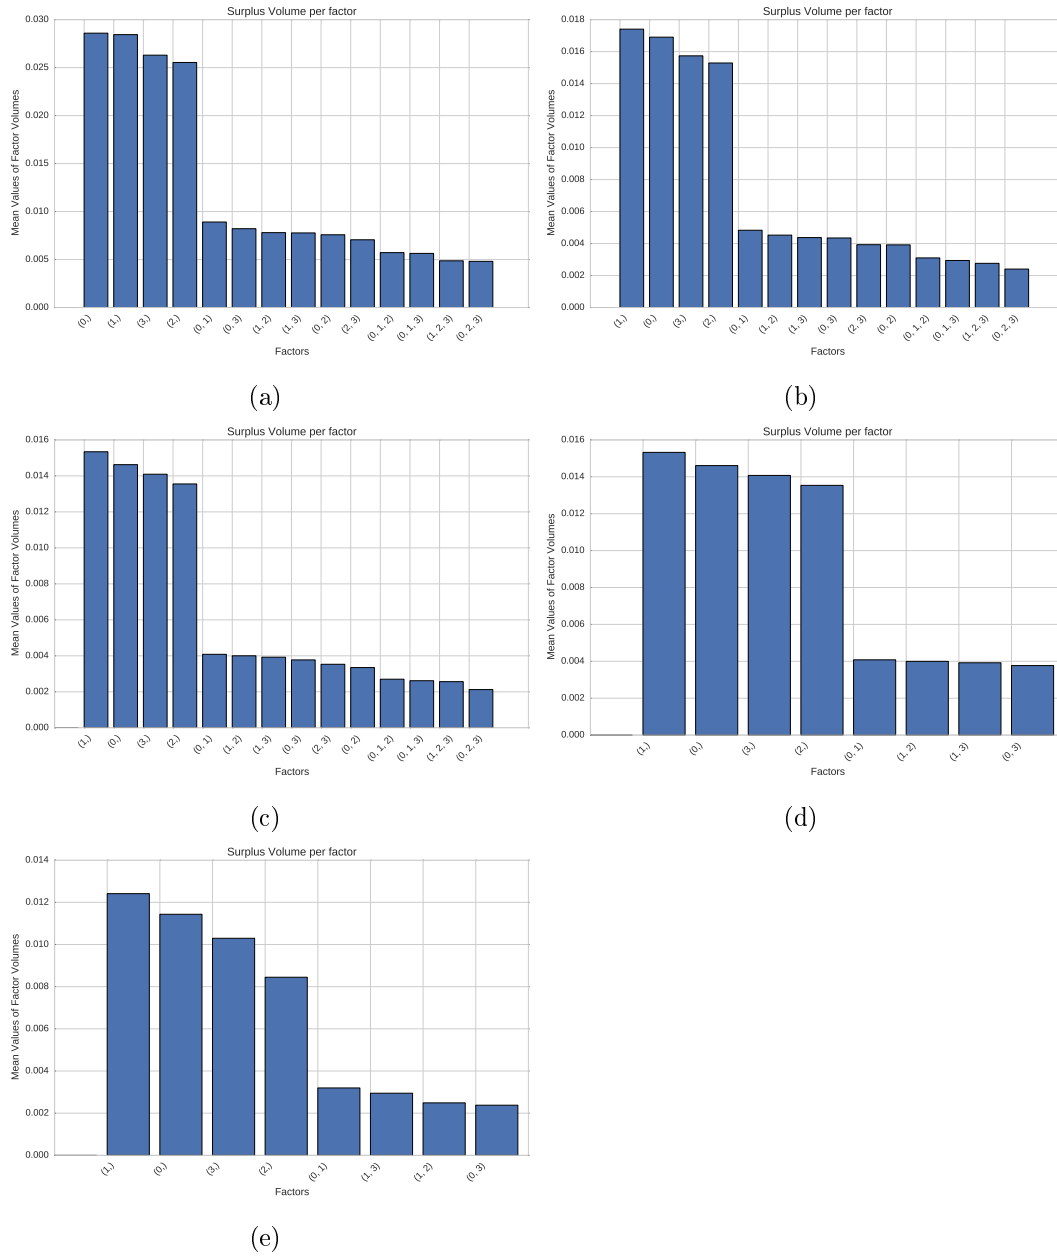 Surplus Volume per factor
Mean Values of Factor Volumes
0.030
0.025
0.020
0.015
0.010
0.005
0.000
(0,) (1,) (3,) (2,) (0, 1) (0, 3) (1, 2) (1, 3) (0, 2) (2, 3) (0, 1, 2) (0, 1, 3) (1, 2, 3) (0, 2, 3)
Factors
(a)
Surplus Volume per factor
Mean Values of Factor Volumes
0.018
0.016
0.014
0.012
0.010
0.008
0.006
0.004
0.002
0.000
(1,) (0,) (3,) (2,) (0, 1) (1, 2) (1, 3) (0, 3) (2, 3) (0, 2) (0, 1, 2) (0, 1, 3) (1, 2, 3) (0, 2, 3)
Factors
(b)
Surplus Volume per factor
Mean Values of Factor Volumes
0.016
0.014
0.012
0.010
0.008
0.006
0.004
0.002
0.000
(1,) (0,) (3,) (2,) (0, 1) (1, 2) (1, 3) (0, 3) (2, 3) (0, 2) (0, 1, 2) (0, 1, 3) (1, 2, 3) (0, 2, 3)
Factors
(c)
Surplus Volume per factor
Mean Values of Factor Volumes
0.016
0.014
0.012
0.010
0.008
0.006
0.004
0.002
0.000
(1,) (0,) (3,) (2,) (0, 1) (1, 2) (1, 3) (0, 3)
Factors
(d)
Surplus Volume per factor
Mean Values of Factor Volumes
0.014
0.012
0.010
0.008
0.006
0.004
0.002
0.000
(1,) (0,) (3,) (2,) (0, 1) (1, 3) (1, 2) (0, 3)
Factors
(e)